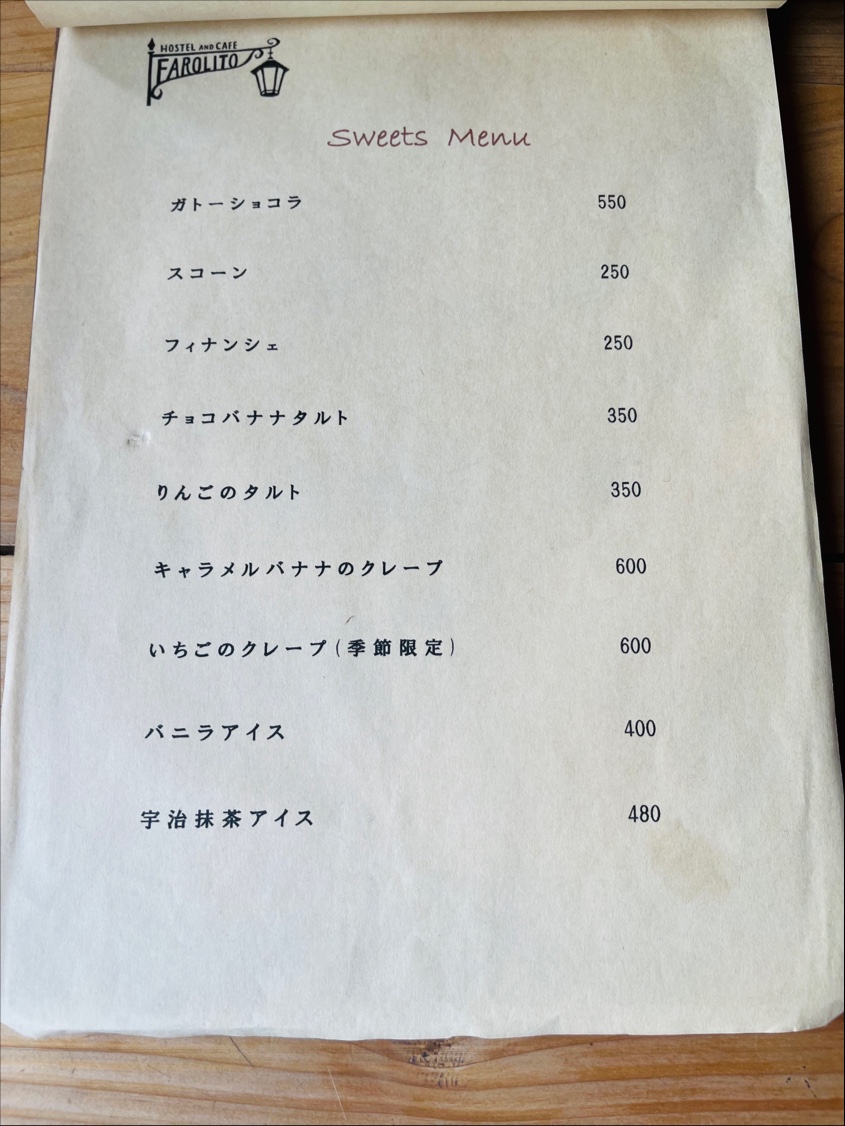 HOSTEL AND CAFE
FAROLITO
Sweets Menu
ガトーショコラ 550
スコーン 250
フィナンシェ 250
チョコバナナタルト 350
りんごのタルト 350
キャラメルバナナのクレープ 600
いちごのクレープ(季節限定) 600
バニラアイス 400
宇治抹茶アイス 480